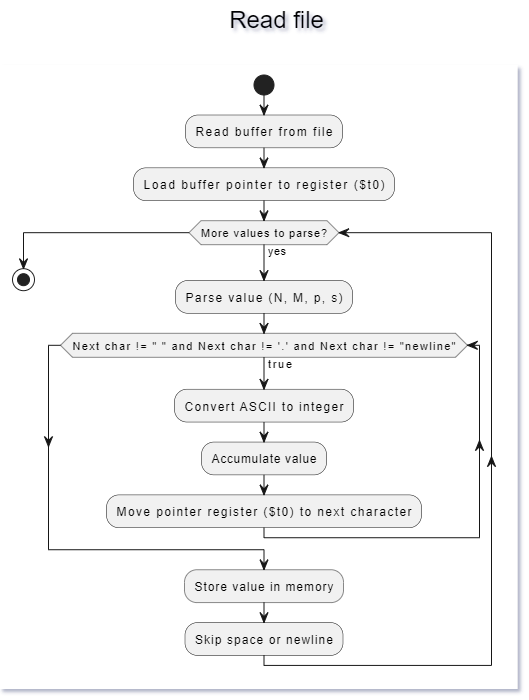 Read file
Read buffer from file
Load buffer pointer to register ($t0)
More values to parse?
yes
Parse value (N, M, p, s)
Next char != " " and Next char != '.' and Next char != "newline"
true
Convert ASCII to integer
Accumulate value
Move pointer register ($t0) to next character
Store value in memory
Skip space or newline